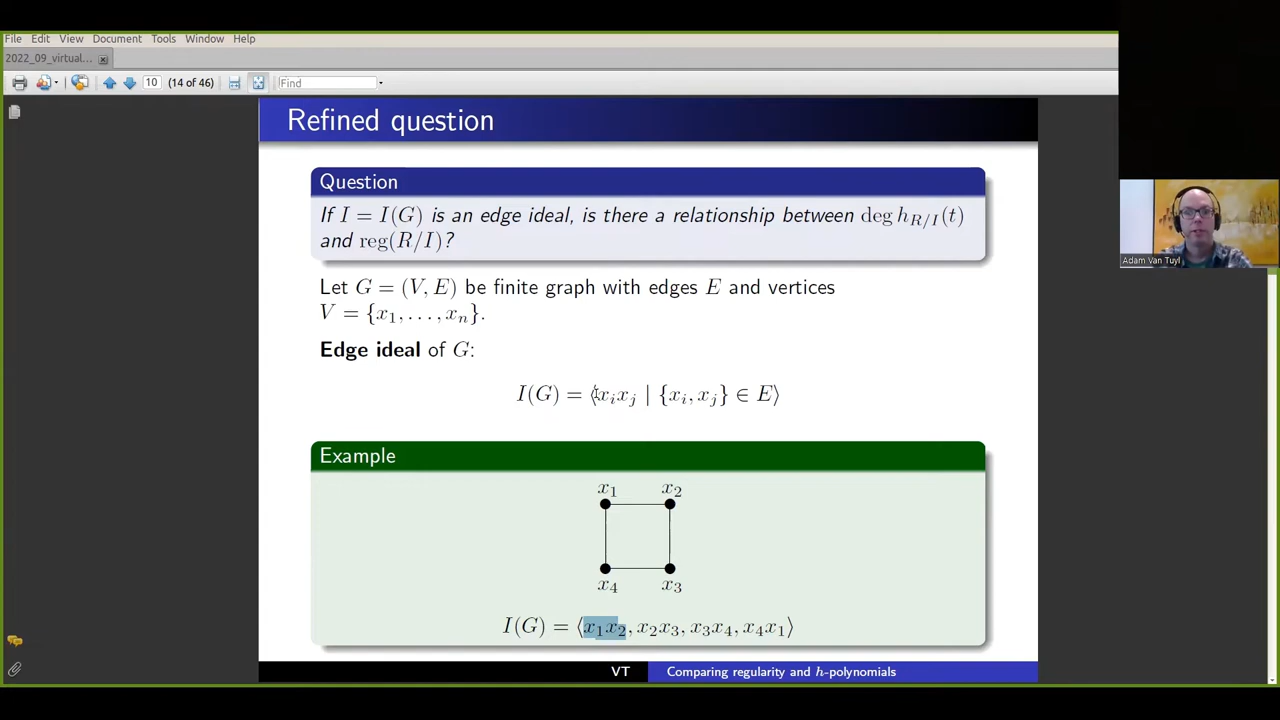 File Edit View Document Tools Window Help
2022_09_virtual...
10 (14 of 46) Find
Refined question
Question
If I = I(G) is an edge ideal, is there a relationship between deg h_{R/I}(t)
and reg(R/I)?
Let G = (V, E) be finite graph with edges E and vertices
V = {x_1, . . . , x_n}.
Edge ideal of G:
I(G) = ⟨x_i x_j | {x_i, x_j} ∈ E⟩
Example
x_1 x_2
x_4 x_3
I(G) = ⟨x_1x_2, x_2x_3, x_3x_4, x_4x_1⟩
VT Comparing regularity and h-polynomials
Adam Van Tuyl